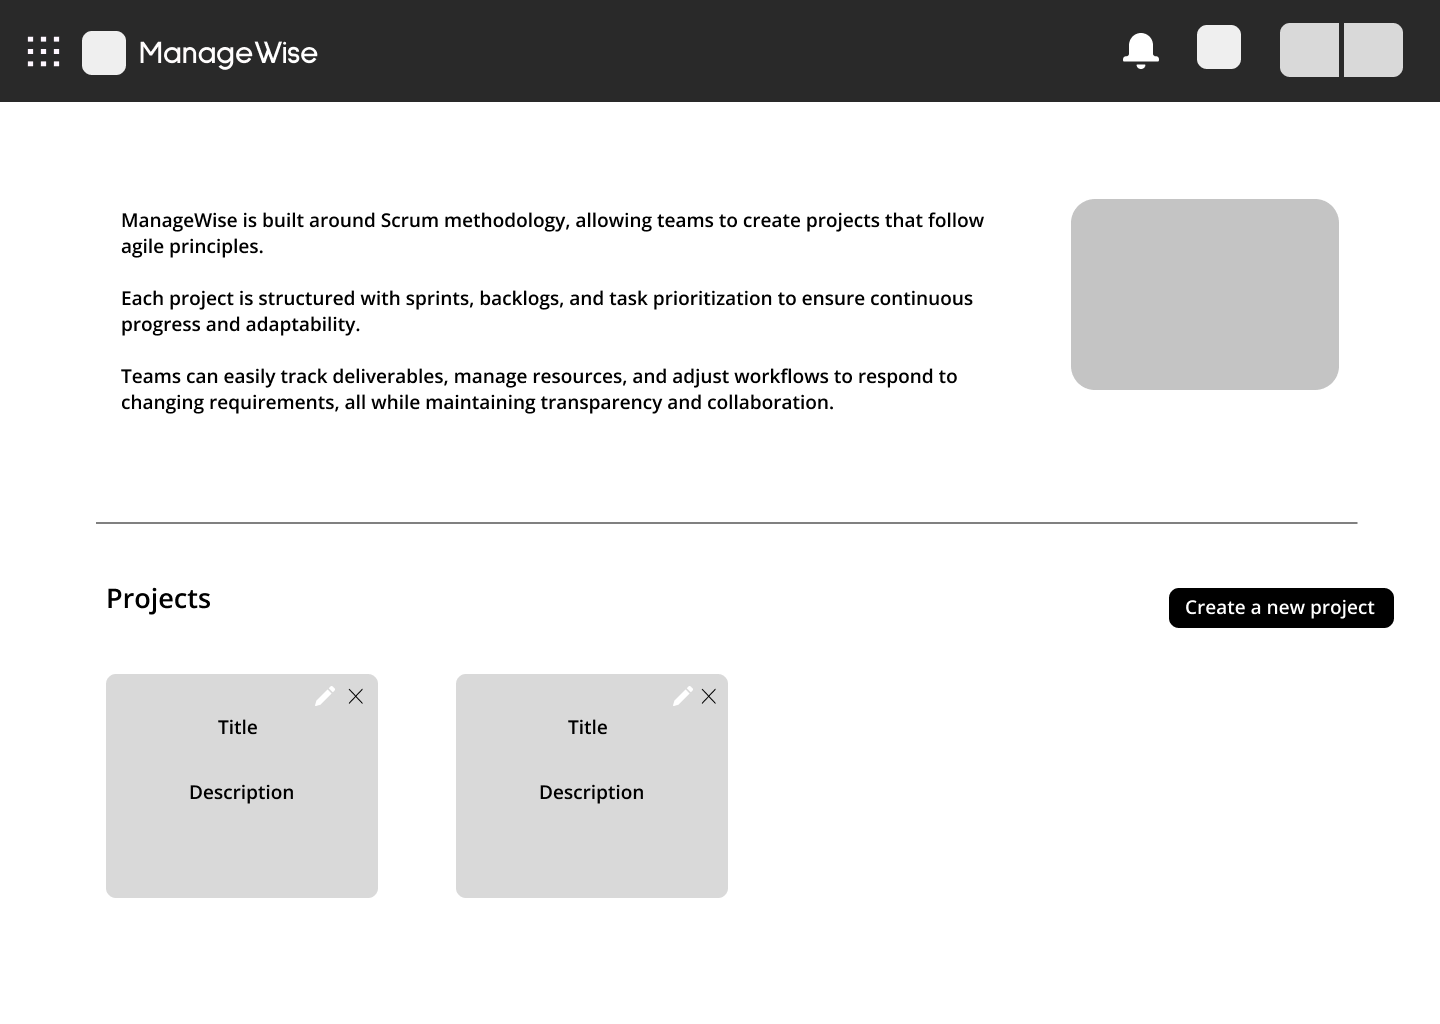 ManageWise
ManageWise is built around Scrum methodology, allowing teams to create projects that follow
agile principles.
Each project is structured with sprints, backlogs, and task prioritization to ensure continuous
progress and adaptability.
Teams can easily track deliverables, manage resources, and adjust workflows to respond to
changing requirements, all while maintaining transparency and collaboration.
Projects
Create a new project
Title
Description
Title
Description